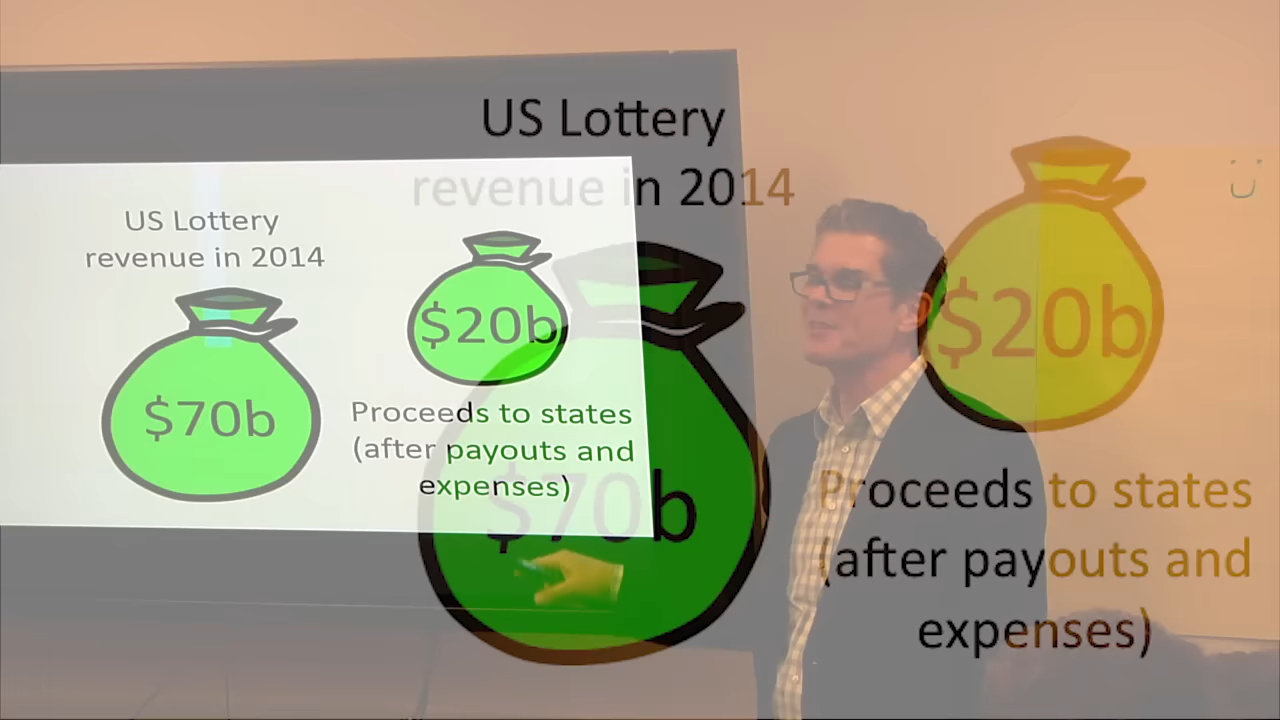 US Lottery
revenue in 2014
$70b
$20b
Proceeds to states
(after payouts and
expenses)
US Lottery
revenue in 2014
$70b
$20b
Proceeds to states
(after payouts and
expenses)